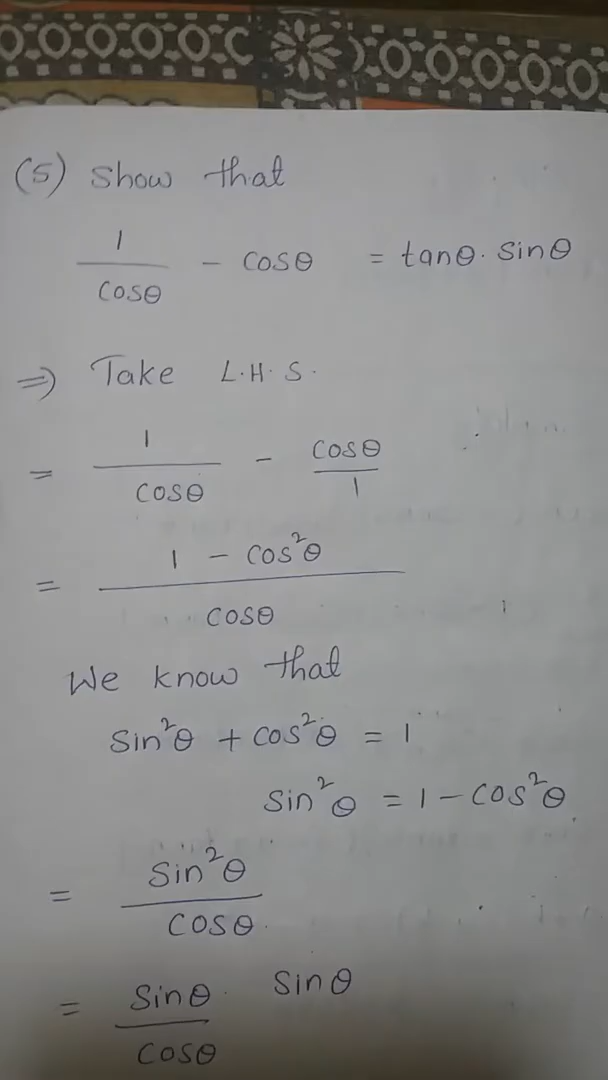 (5) Show that
1/cosθ - cosθ = tanθ. sinθ
⇒ Take L.H.S.
= 1/cosθ - cosθ/1
= 1 - cos²θ/cosθ
We know that
sin²θ + cos²θ = 1
sin²θ = 1 - cos²θ
= sin²θ/cosθ.
= sinθ/cosθ . sinθ